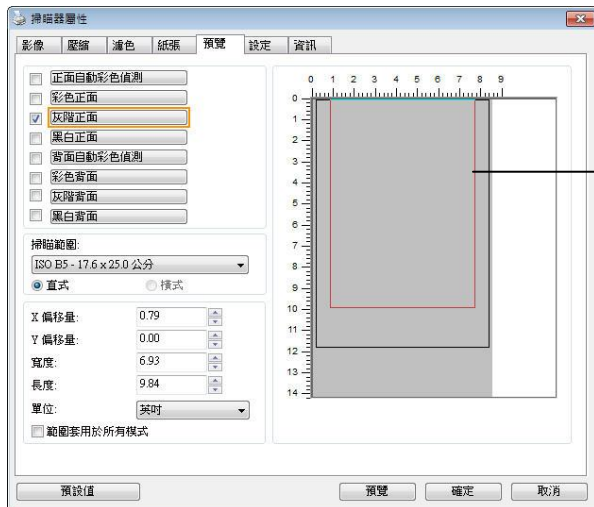 掃瞄器屬性
影像 壓縮 濾色 紙張 預覽 設定 資訊
正面自動彩色偵測
彩色正面
灰階正面
黑白正面
背面自動彩色偵測
彩色背面
灰階背面
黑白背面
掃瞄範圍:
ISO B5 - 17.6 x 25.0 公分
直式 橫式
X 偏移量: 0.79
Y 偏移量: 0.00
寬度: 6.93
長度: 9.84
單位: 英吋
範圍套用於所有模式
0 1 2 3 4 5 6 7 8 9
0
1
2
3
4
5
6
7
8
9
10
11
12
13
14
預設值 預覽 確定 取消